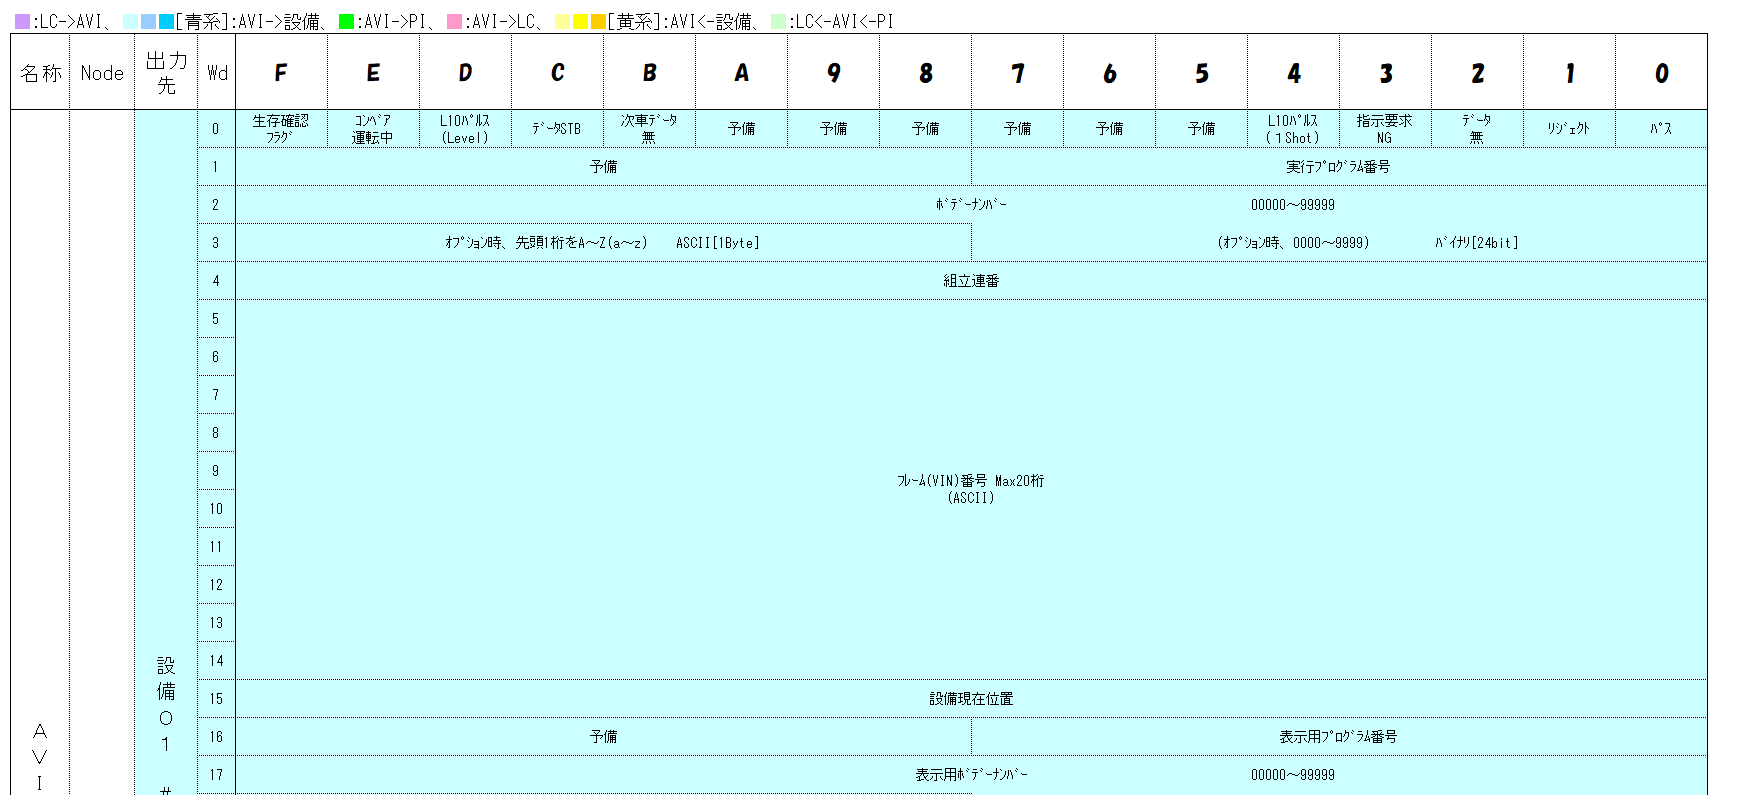 :LC->AVI、 [青系]:AVI->設備、 :AVI->PI、 :AVI->LC、 [黄系]:AVI<-設備、 :LC<-AVI<-PI
名称 Node 出力先 Wd F E D C B A 9 8 7 6 5 4 3 2 1 0
0 生存確認ﾌﾗｸﾞ ｺﾝﾍﾞｱ運転中 L10ﾊﾟﾙｽ(Level) ﾃﾞｰﾀSTB 次車ﾃﾞｰﾀ無 予備 予備 予備 予備 予備 予備 L10ﾊﾟﾙｽ(１Shot) 指示要求NG ﾃﾞｰﾀ無 ﾘｼﾞｪｸﾄ ﾊﾟｽ
1 予備 実行ﾌﾟﾛｸﾞﾗﾑ番号
2 ﾎﾞﾃﾞｰﾅﾝﾊﾞｰ 00000～99999
3 ｵﾌﾟｼｮﾝ時、先頭1桁をA～Z(a～z) ASCII[1Byte] (ｵﾌﾟｼｮﾝ時、0000～9999) ﾊﾞｲﾅﾘ[24bit]
4 組立連番
5
6
7
8
9
ﾌﾚｰﾑ(VIN)番号 Max20桁
(ASCII)
10
11
12
13
14
15 設備現在位置
16 予備 表示用ﾌﾟﾛｸﾞﾗﾑ番号
17 表示用ﾎﾞﾃﾞｰﾅﾝﾊﾞｰ 00000～99999
ＡＶＩ
設備０１